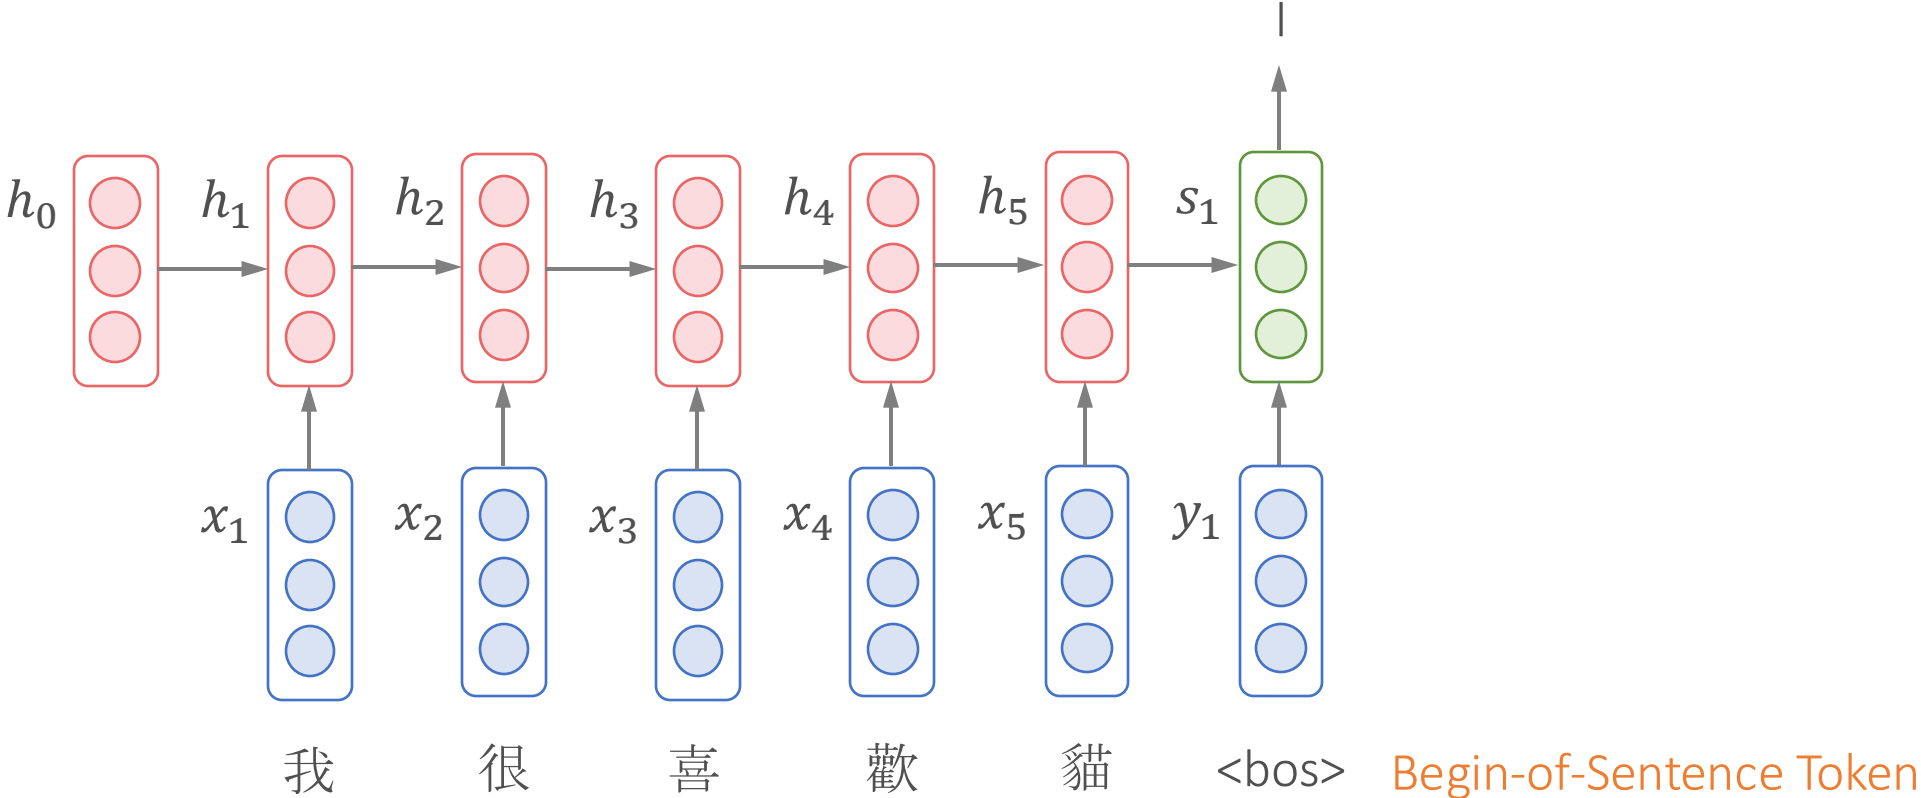 I
h₀ h₁ h₂ h₃ h₄ h₅ s₁
x₁ x₂ x₃ x₄ x₅ y₁
我 很 喜 歡 貓 <bos> Begin-of-Sentence Token